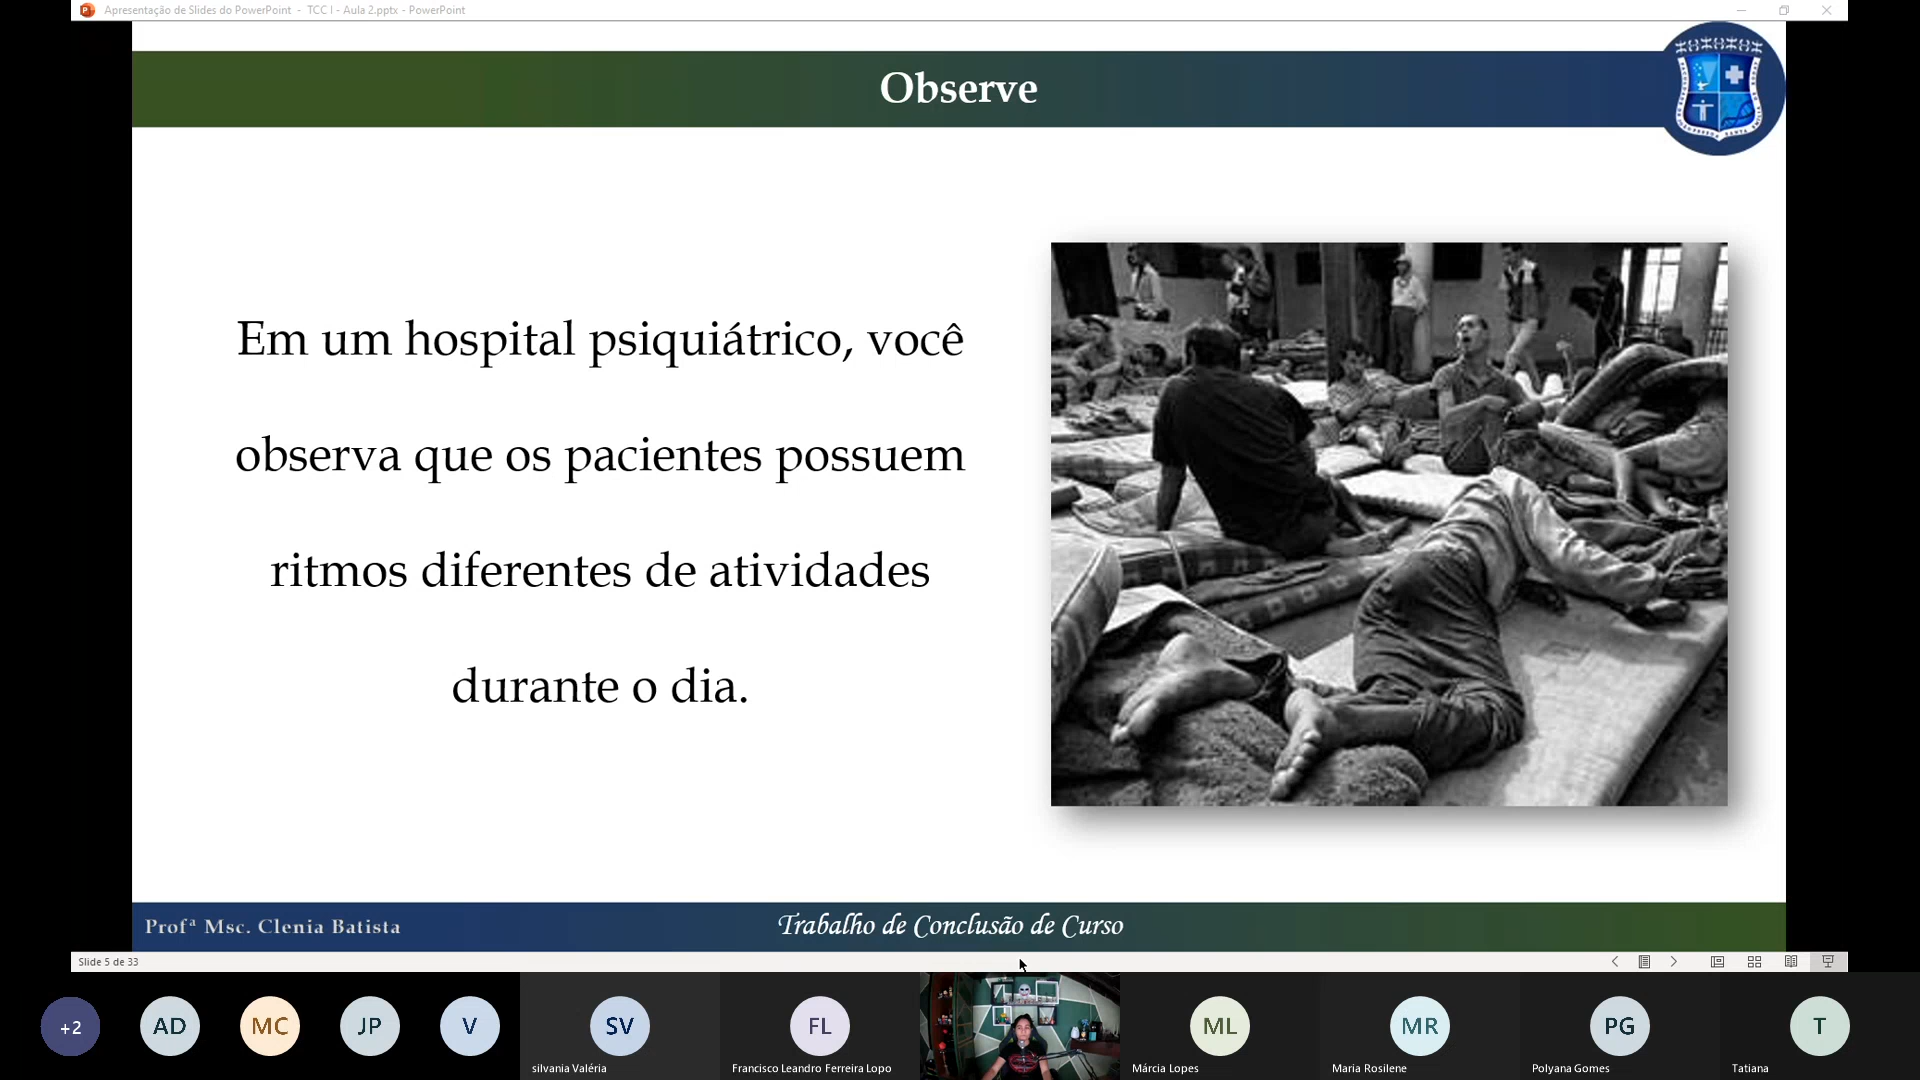 Apresentação de Slides do PowerPoint - TCC I - Aula 2.pptx - PowerPoint
Observe
Em um hospital psiquiátrico, você
observa que os pacientes possuem
ritmos diferentes de atividades
durante o dia.
Profª Msc. Clenia Batista
Trabalho de Conclusão de Curso
Slide 5 de 33
+2
AD
MC
JP
V
SV
FL
ML
MR
PG
T
silvania Valéria
Francisco Leandro Ferreira Lopo
Márcia Lopes
Maria Rosilene
Polyana Gomes
Tatiana